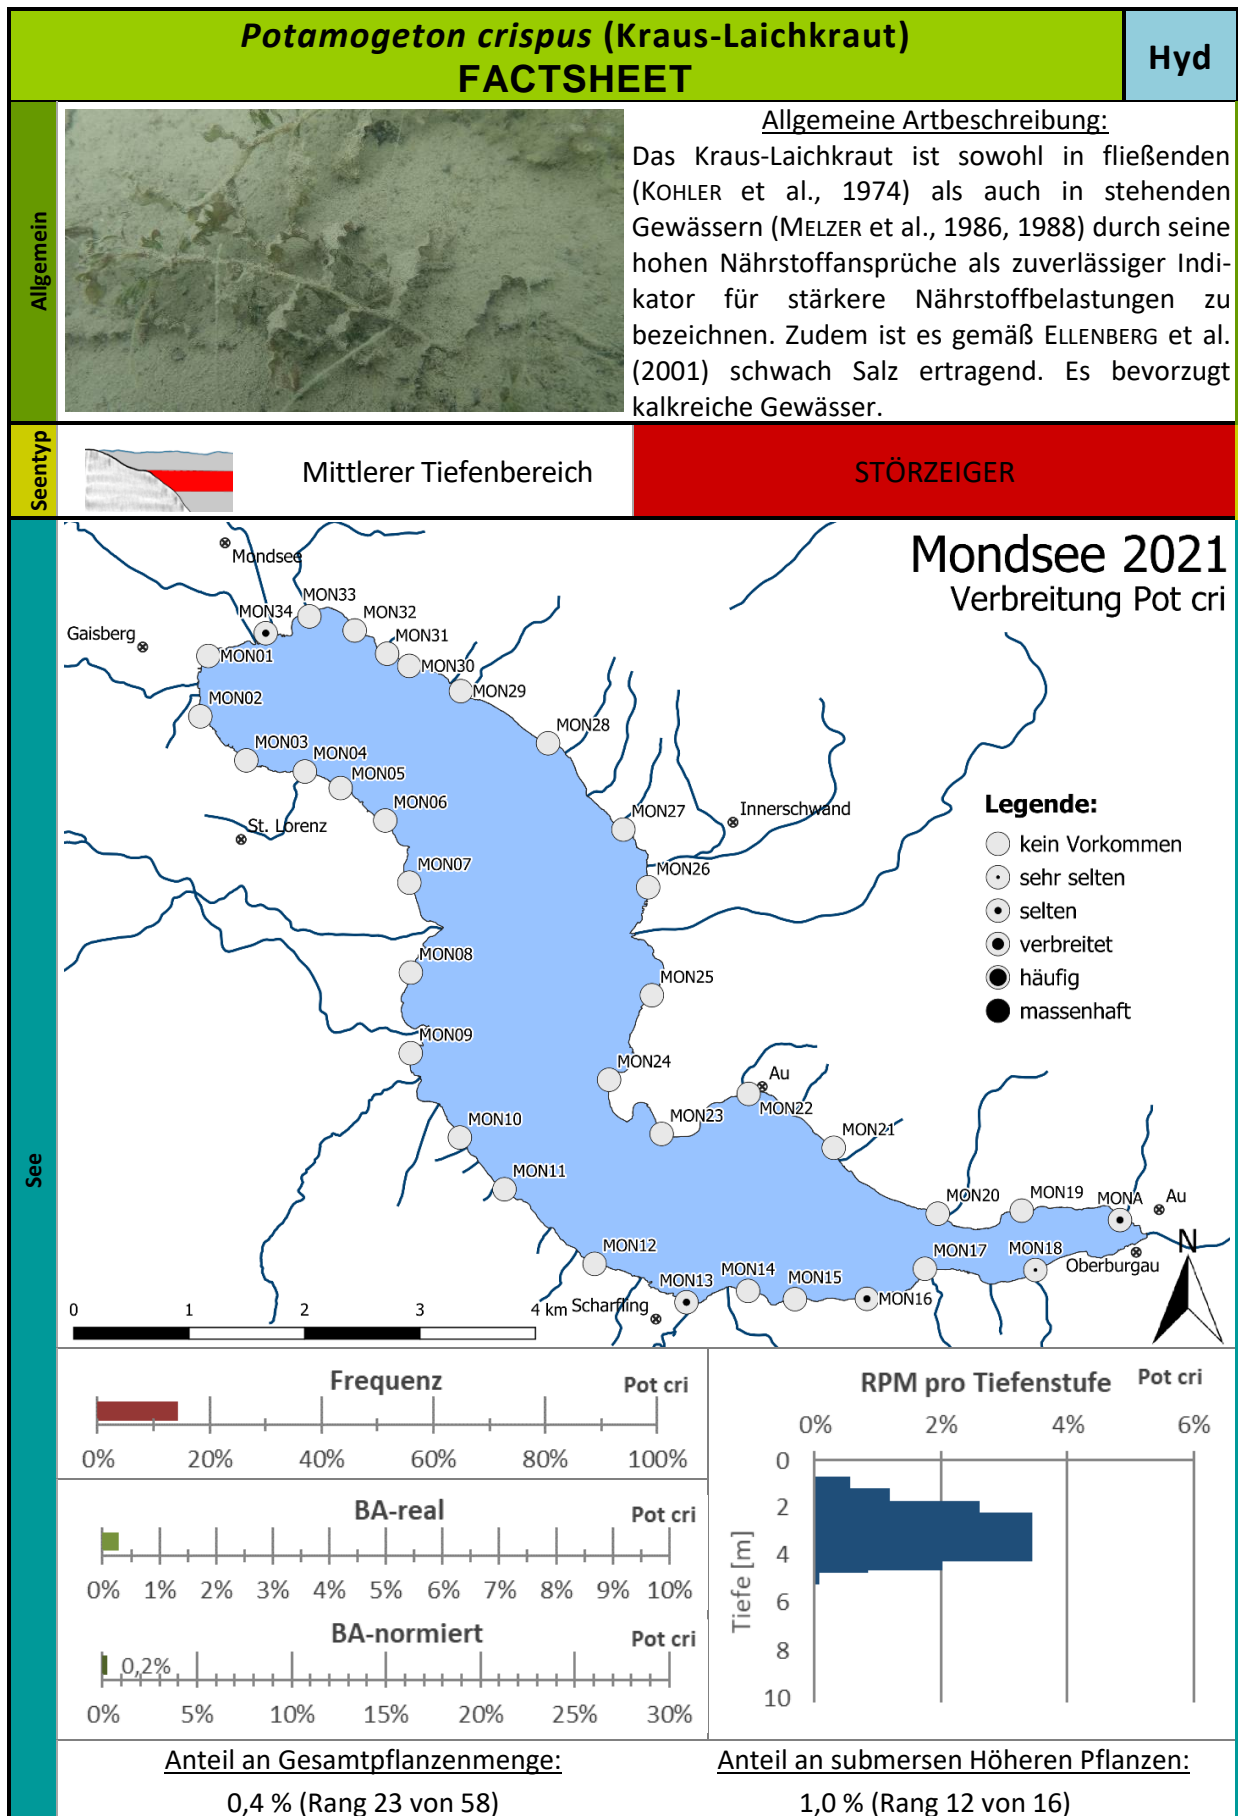 Potamogeton crispus (Kraus-Laichkraut)
FACTSHEET
Hyd
Allgemein
Allgemeine Artbeschreibung:
Das Kraus-Laichkraut ist sowohl in fließenden
(KOHLER et al., 1974) als auch in stehenden
Gewässern (MELZER et al., 1986, 1988) durch seine
hohen Nährstoffansprüche als zuverlässiger Indi-
kator für stärkere Nährstoffbelastungen zu
bezeichnen. Zudem ist es gemäß ELLENBERG et al.
(2001) schwach Salz ertragend. Es bevorzugt
kalkreiche Gewässer.
Seentyp
Mittlerer Tiefenbereich
STÖRZEIGER
See
Mondsee 2021
Verbreitung Pot cri
Mondsee
Gaisberg
MON34
MON33
MON32
MON31
MON30
MON29
MON01
MON02
MON03
MON04
MON05
MON06
MON28
St. Lorenz
MON27
Innerschwand
MON07
MON26
MON08
MON25
MON09
MON24
Au
MON22
MON23
MON10
MON21
MON11
MON20
MON19
MONA
Au
MON12
MON17
MON18
Oberburgau
MON13
MON14
MON15
MON16
Scharfling
N
0 1 2 3 4 km
Legende:
kein Vorkommen
sehr selten
selten
verbreitet
häufig
massenhaft
Frequenz
Pot cri
0% 20% 40% 60% 80% 100%
BA-real
Pot cri
0% 1% 2% 3% 4% 5% 6% 7% 8% 9% 10%
BA-normiert
Pot cri
0,2%
0% 5% 10% 15% 20% 25% 30%
RPM pro Tiefenstufe
Pot cri
0% 2% 4% 6%
0
2
4
6
8
10
Tiefe [m]
Anteil an Gesamtpflanzenmenge:
0,4 % (Rang 23 von 58)
Anteil an submersen Höheren Pflanzen:
1,0 % (Rang 12 von 16)